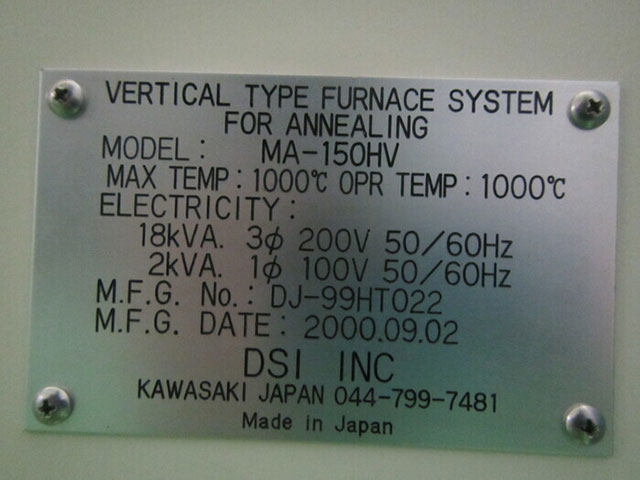 VERTICAL TYPE FURNACE SYSTEM
FOR ANNEALING
MODEL: MA-150HV
MAX TEMP: 1000℃ OPR TEMP: 1000℃
ELECTRICITY:
18kVA. 3φ 200V 50/60Hz
2kVA. 1φ 100V 50/60Hz
M.F.G. No.: DJ-99HT022
M.F.G. DATE: 2000.09.02
DSI INC
KAWASAKI JAPAN 044-799-7481
Made in Japan